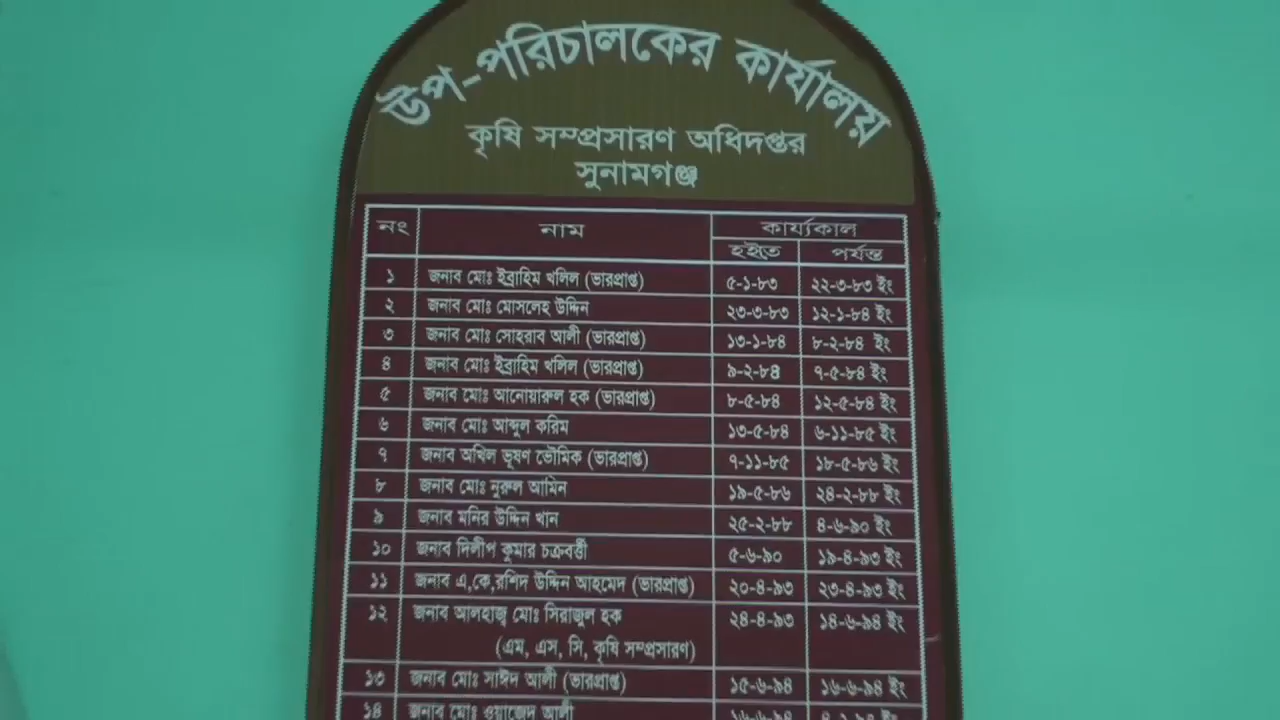 উপ-পরিচালকের কার্যালয়
কৃষি সম্প্রসারণ অধিদপ্তর
সুনামগঞ্জ
নং নাম কার্য্যকাল
হইতে পর্যন্ত
১ জনাব মোঃ ইব্রাহিম খলিল (ভারপ্রাপ্ত) ৫-১-৮৩ ২২-৩-৮৩ ইং
২ জনাব মোঃ মোসলেহ উদ্দিন ২৩-৩-৮৩ ১২-১-৮৪ ইং
৩ জনাব মোঃ সোহরাব আলী (ভারপ্রাপ্ত) ১৩-১-৮৪ ৮-২-৮৪ ইং
৪ জনাব মোঃ ইব্রাহিম খলিল (ভারপ্রাপ্ত) ৯-২-৮৪ ৭-৫-৮৪ ইং
৫ জনাব মোঃ আনোয়ারুল হক (ভারপ্রাপ্ত) ৮-৫-৮৪ ১২-৫-৮৪ ইং
৬ জনাব মোঃ আব্দুল করিম ১৩-৫-৮৪ ৬-১১-৮৫ ইং
৭ জনাব অখিল ভূষণ ভৌমিক (ভারপ্রাপ্ত) ৭-১১-৮৫ ১৮-৫-৮৬ ইং
৮ জনাব মোঃ নুরুল আমিন ১৯-৫-৮৬ ২৪-২-৮৮ ইং
৯ জনাব মনির উদ্দিন খান ২৫-২-৮৮ ৪-৬-৯০ ইং
১০ জনাব দিলীপ কুমার চক্রবর্ত্তী ৫-৬-৯০ ১৯-৪-৯৩ ইং
১১ জনাব এ,কে,রশিদ উদ্দিন আহমেদ (ভারপ্রাপ্ত) ২০-৪-৯৩ ২৩-৪-৯৩ ইং
১২ জনাব আলহাজ্ব মোঃ সিরাজুল হক ২৪-৪-৯৩ ১৪-৬-৯৪ ইং
(এম, এস, সি, কৃষি সম্প্রসারণ)
১৩ জনাব মোঃ সাঈদ আলী (ভারপ্রাপ্ত) ১৫-৬-৯৪ ১৬-৬-৯৪ ইং
১৪ জনাব মোঃ ওয়াজেদ আলী